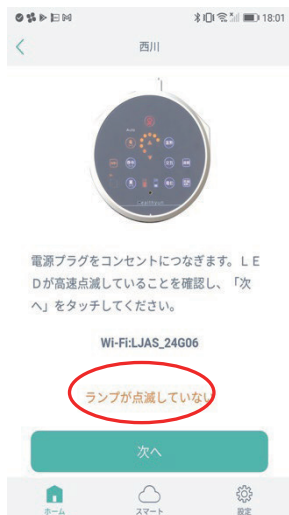 18:01
西川
電源プラグをコンセントにつなぎます。ＬＥ
Ｄが高速点滅していることを確認し、「次
へ」をタッチしてください。
Wi-Fi:LJAS_24G06
ランプが点滅していない
次へ
ホーム
スマート
設定